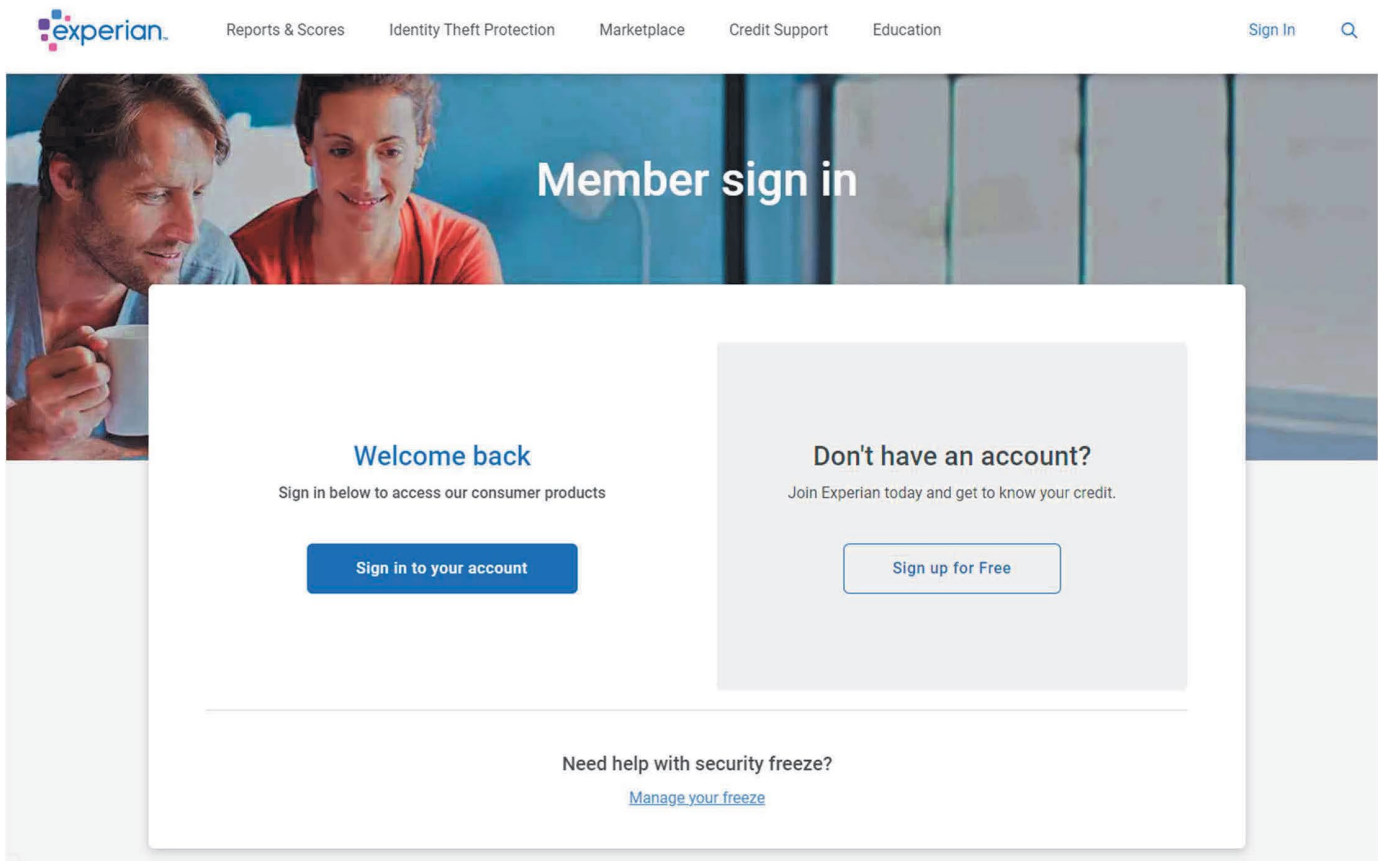 experian™
Reports & Scores Identity Theft Protection Marketplace Credit Support Education Sign In
Member sign in
Welcome back
Sign in below to access our consumer products
Sign in to your account
Don't have an account?
Join Experian today and get to know your credit.
Sign up for Free
Need help with security freeze?
Manage your freeze